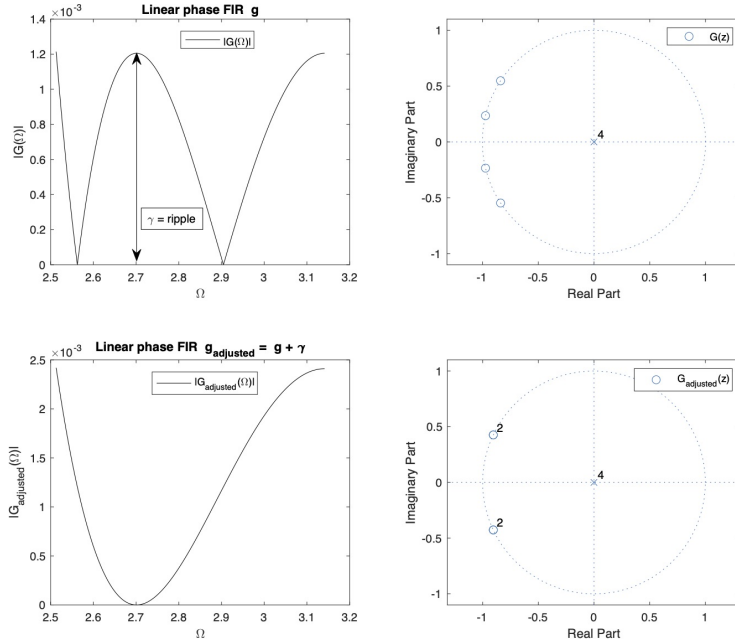 Linear phase FIR g
×10-3
1.4
1.2
1
0.8
0.6
0.4
0.2
0
|G(Ω)|
|G(Ω)|
γ = ripple
2.5 2.6 2.7 2.8 2.9 3 3.1 3.2
Ω
1
0.5
0
-0.5
-1
Imaginary Part
G(z)
4
-1 -0.5 0 0.5 1
Real Part
Linear phase FIR gadjusted = g + γ
×10-3
2.5
2
1.5
1
0.5
0
|Gadjusted(Ω)|
|Gadjusted(Ω)|
2.5 2.6 2.7 2.8 2.9 3 3.1 3.2
Ω
1
0.5
0
-0.5
-1
Imaginary Part
Gadjusted(z)
2
4
2
-1 -0.5 0 0.5 1
Real Part